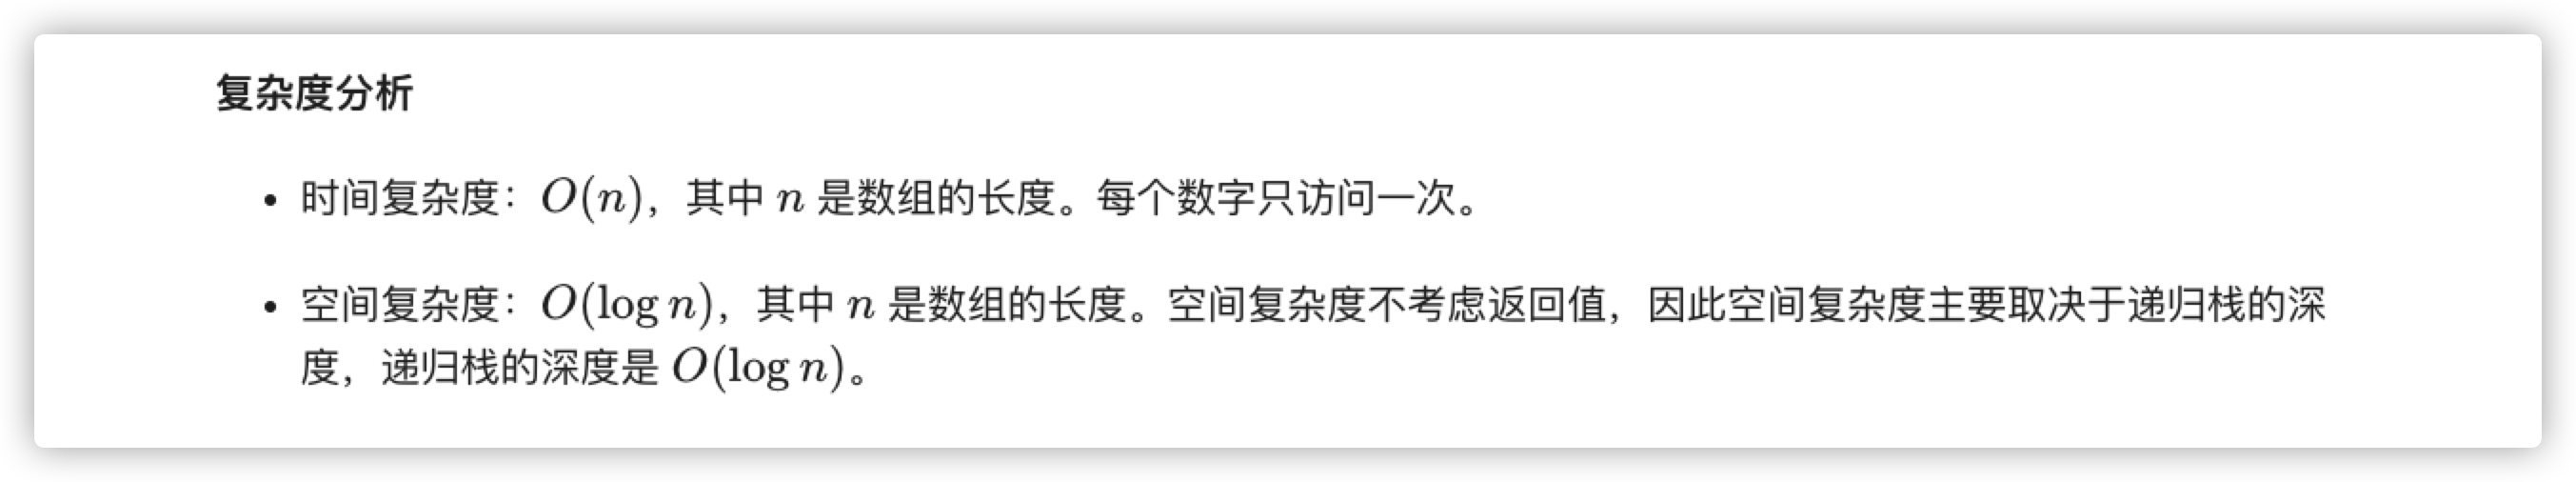 复杂度分析
• 时间复杂度：O(n)，其中 n 是数组的长度。每个数字只访问一次。
• 空间复杂度：O(log n)，其中 n 是数组的长度。空间复杂度不考虑返回值，因此空间复杂度主要取决于递归栈的深
度，递归栈的深度是 O(log n)。